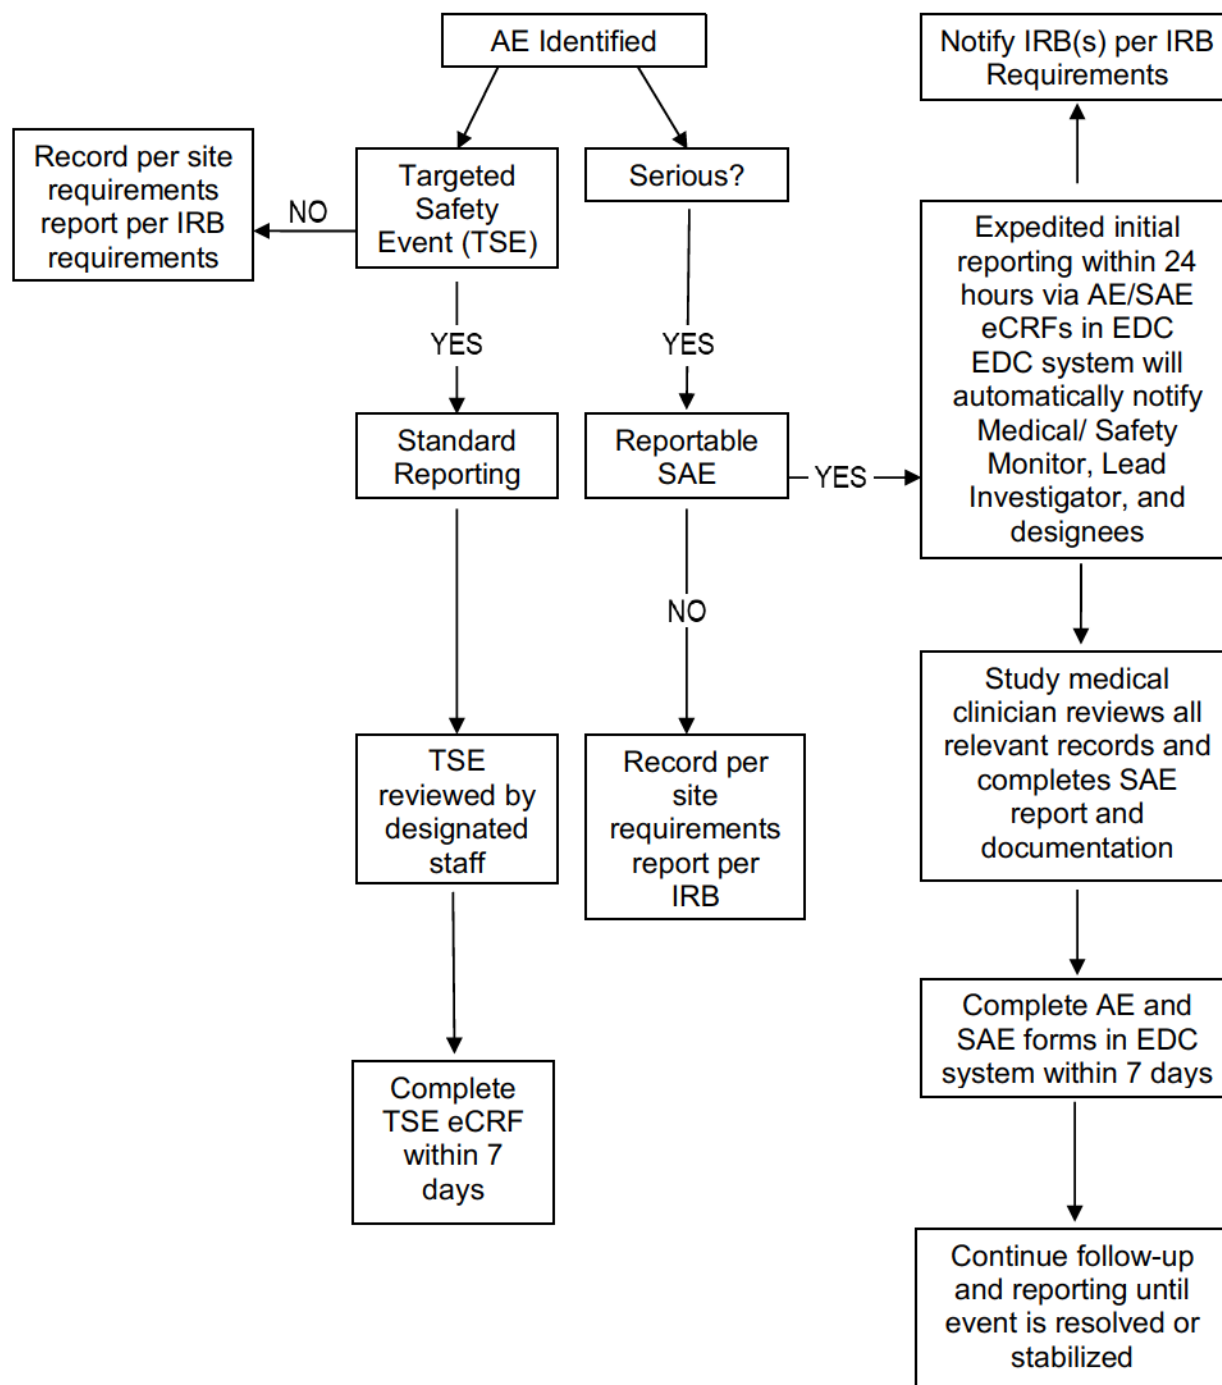 AE Identified
Notify IRB(s) per IRB
Requirements
Record per site
requirements
report per IRB
requirements
NO
Targeted
Safety
Event (TSE)
Serious?
Expedited initial
reporting within 24
hours via AE/SAE
eCRFs in EDC
EDC system will
automatically notify
Medical/ Safety
Monitor, Lead
Investigator, and
designees
YES
YES
Standard
Reporting
Reportable
SAE
YES
NO
Study medical
clinician reviews all
relevant records and
completes SAE
report and
documentation
TSE
reviewed by
designated
staff
Record per
site
requirements
report per
IRB
Complete AE and
SAE forms in EDC
system within 7 days
Complete
TSE eCRF
within 7
days
Continue follow-up
and reporting until
event is resolved or
stabilized